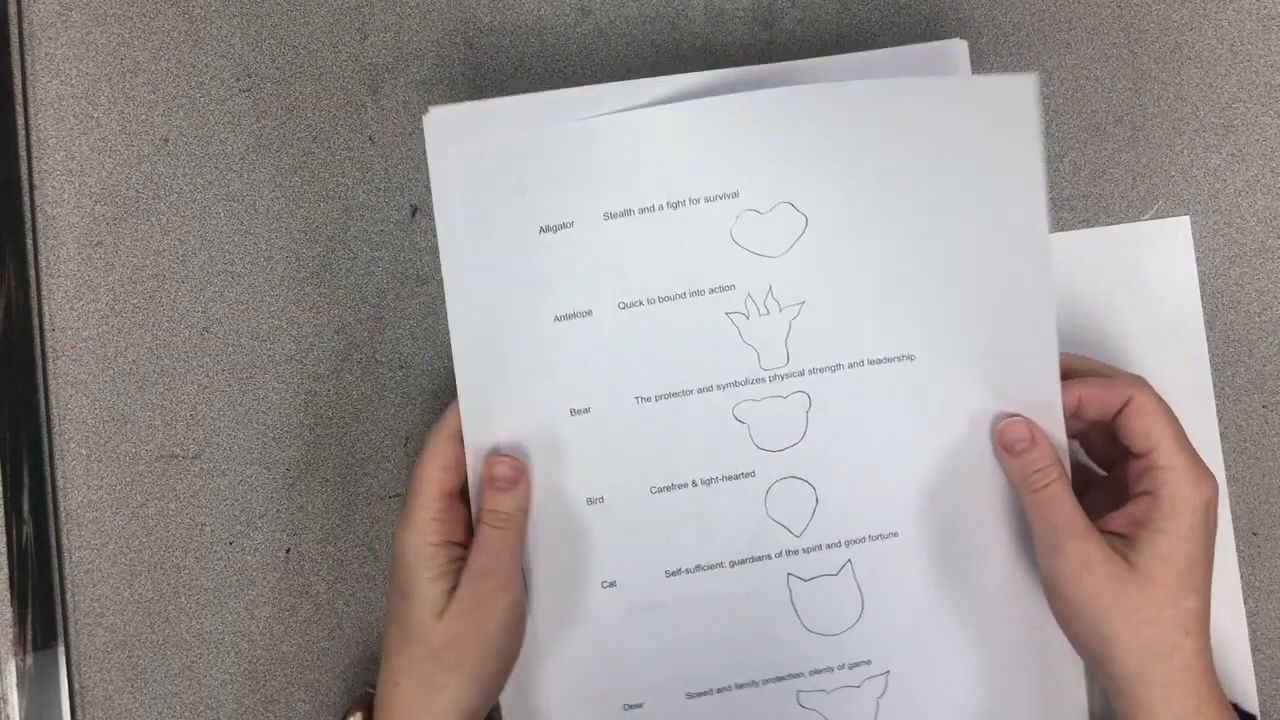 Alligator Stealth and a fight for survival
Antelope Quick to bound into action
Bear The protector and symbolizes physical strength and leadership
Bird Carefree & light-hearted
Cat Self-sufficient; guardians of the spirit and good fortune
Deer Speed and family protection; plenty of game